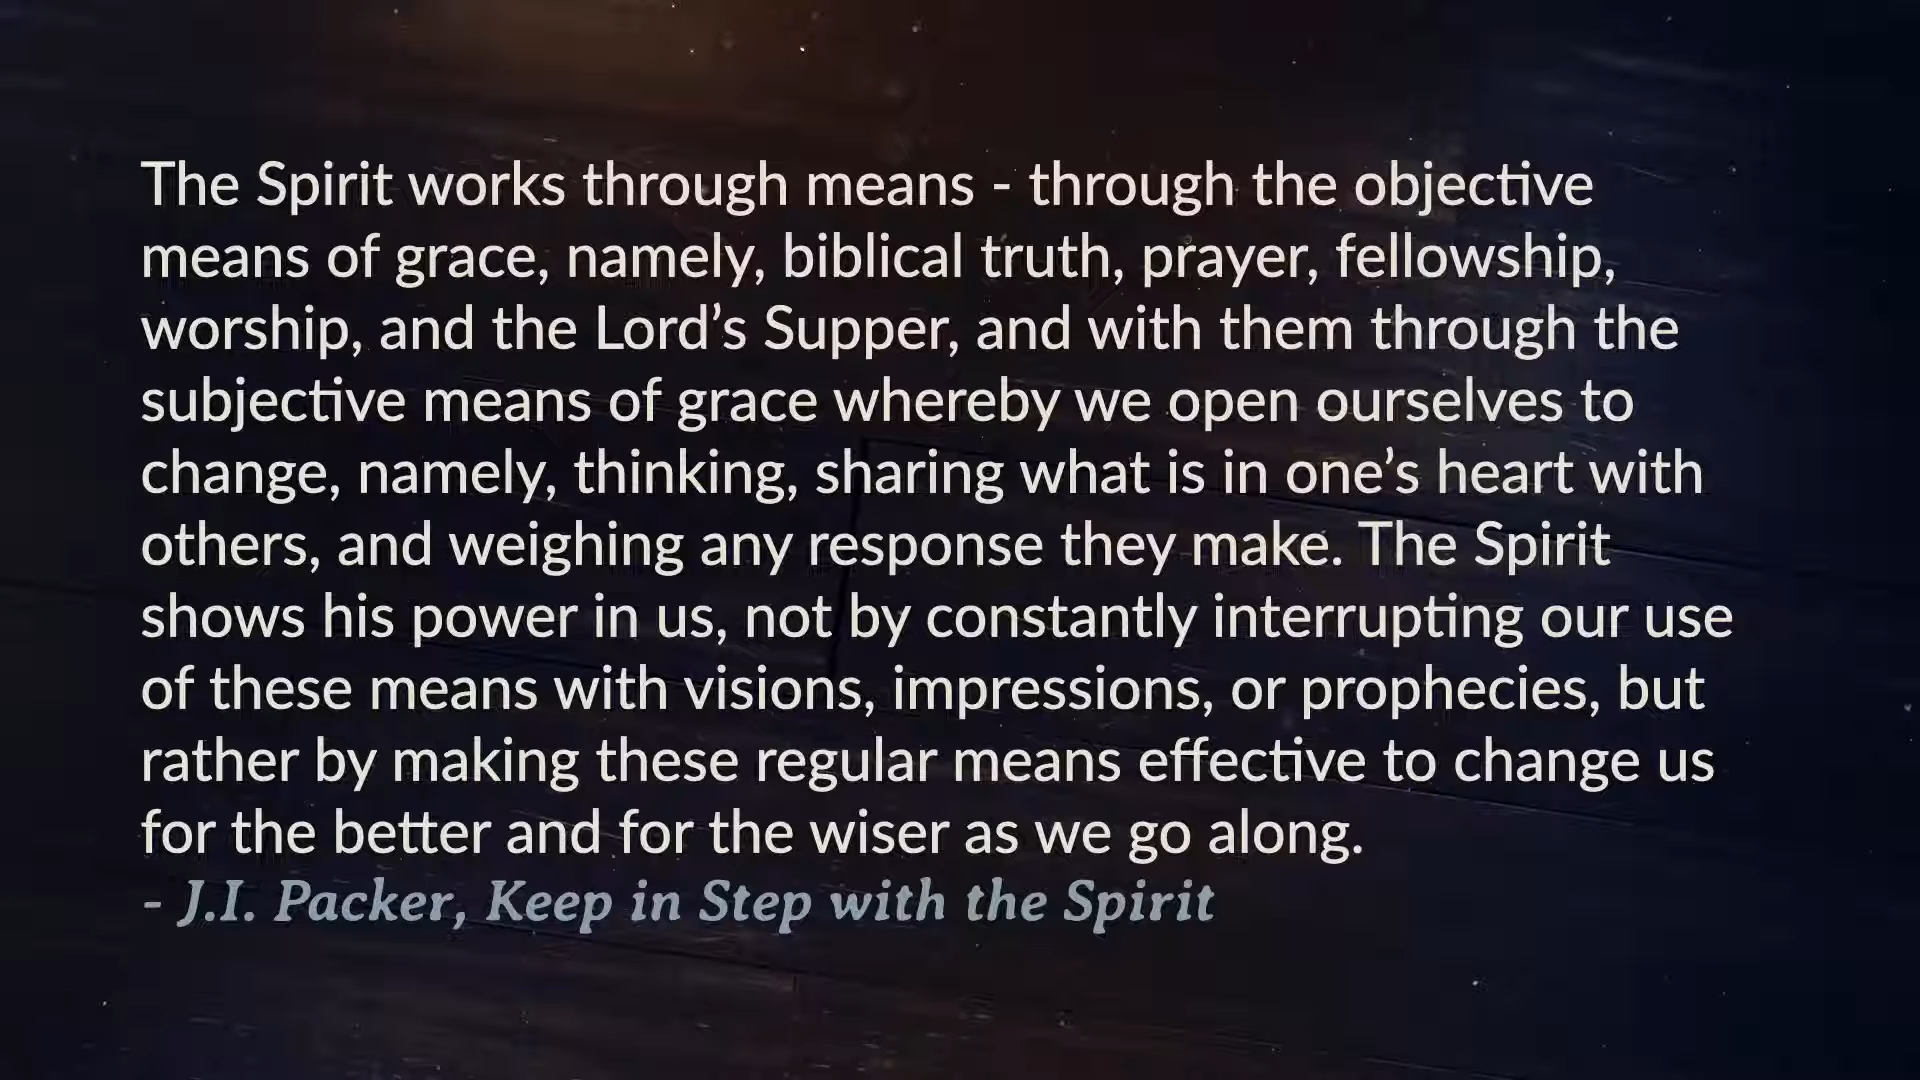 The Spirit works through means - through the objective
means of grace, namely, biblical truth, prayer, fellowship,
worship, and the Lord’s Supper, and with them through the
subjective means of grace whereby we open ourselves to
change, namely, thinking, sharing what is in one’s heart with
others, and weighing any response they make. The Spirit
shows his power in us, not by constantly interrupting our use
of these means with visions, impressions, or prophecies, but
rather by making these regular means effective to change us
for the better and for the wiser as we go along.
- J.I. Packer, Keep in Step with the Spirit